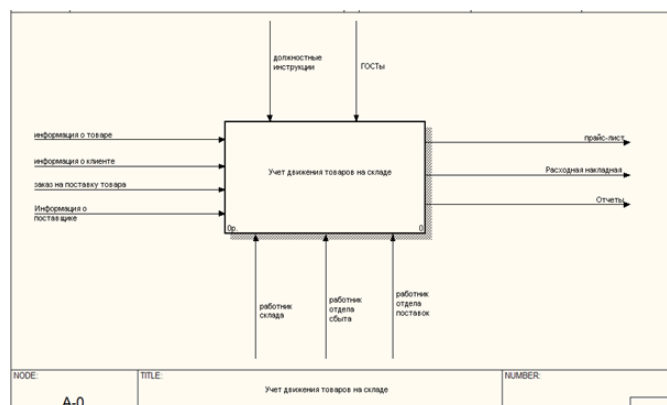 должностные
инструкции
ГОСТы
информация о товаре
информация о клиенте
заказ на поставку товара
Информация о
поставщике
Учет движения товаров на складе
0р.
0
прайс-лист
Расходная накладная
Отчеты
работник
склада
работник
отдела
сбыта
работник
отдела
поставок
NODE:
A-0
TITLE:
Учет движения товаров на складе
NUMBER: